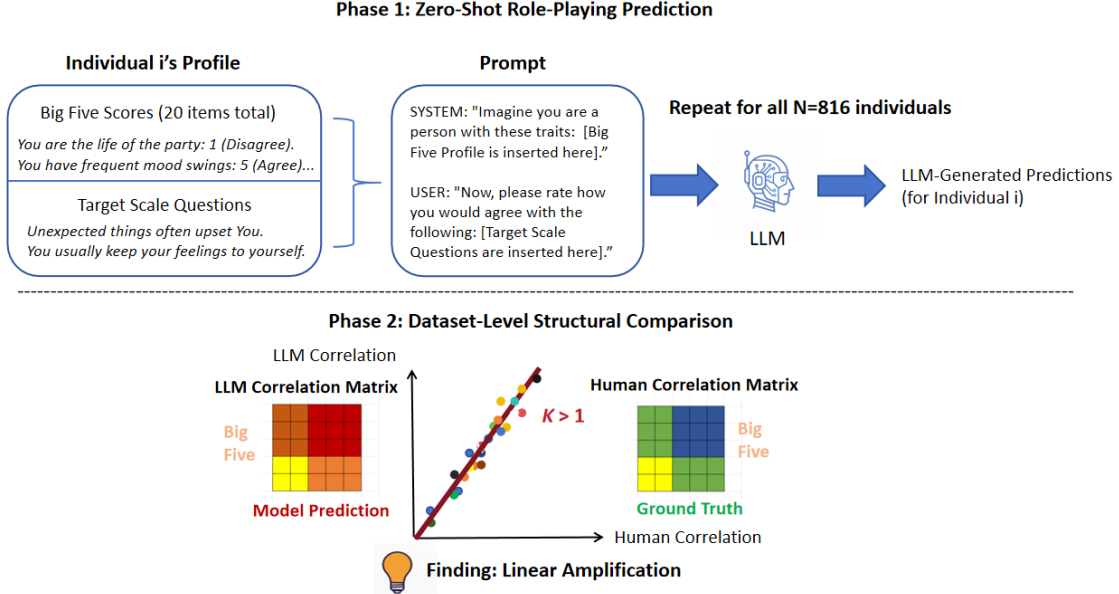 Phase 1: Zero-Shot Role-Playing Prediction
Individual i's Profile
Big Five Scores (20 items total)
You are the life of the party: 1 (Disagree).
You have frequent mood swings: 5 (Agree)...
Target Scale Questions
Unexpected things often upset You.
You usually keep your feelings to yourself.
Prompt
SYSTEM: "Imagine you are a
person with these traits:  [Big
Five Profile is inserted here]."
USER: "Now, please rate how
you would agree with the
following: [Target Scale
Questions are inserted here]."
Repeat for all N=816 individuals
LLM
LLM-Generated Predictions
(for Individual i)
Phase 2: Dataset-Level Structural Comparison
LLM Correlation
LLM Correlation Matrix
Big
Five
Model Prediction
K > 1
Human Correlation Matrix
Big
Five
Ground Truth
Human Correlation
Finding: Linear Amplification